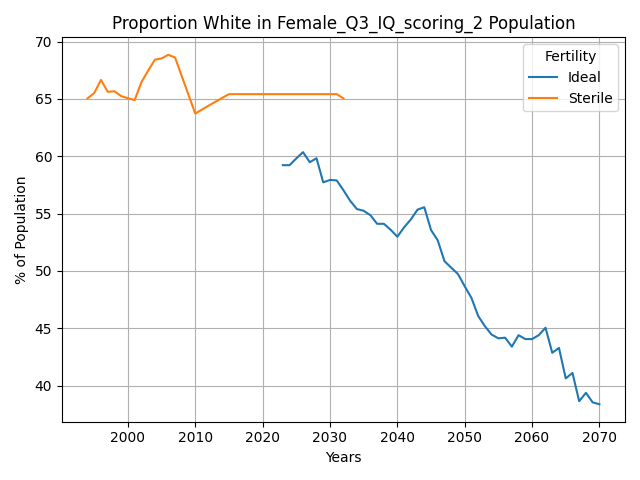 Proportion White in Female_Q3_IQ_scoring_2 Population
Fertility
Ideal
Sterile
% of Population
70
65
60
55
50
45
40
2000
2010
2020
2030
2040
2050
2060
2070
Years